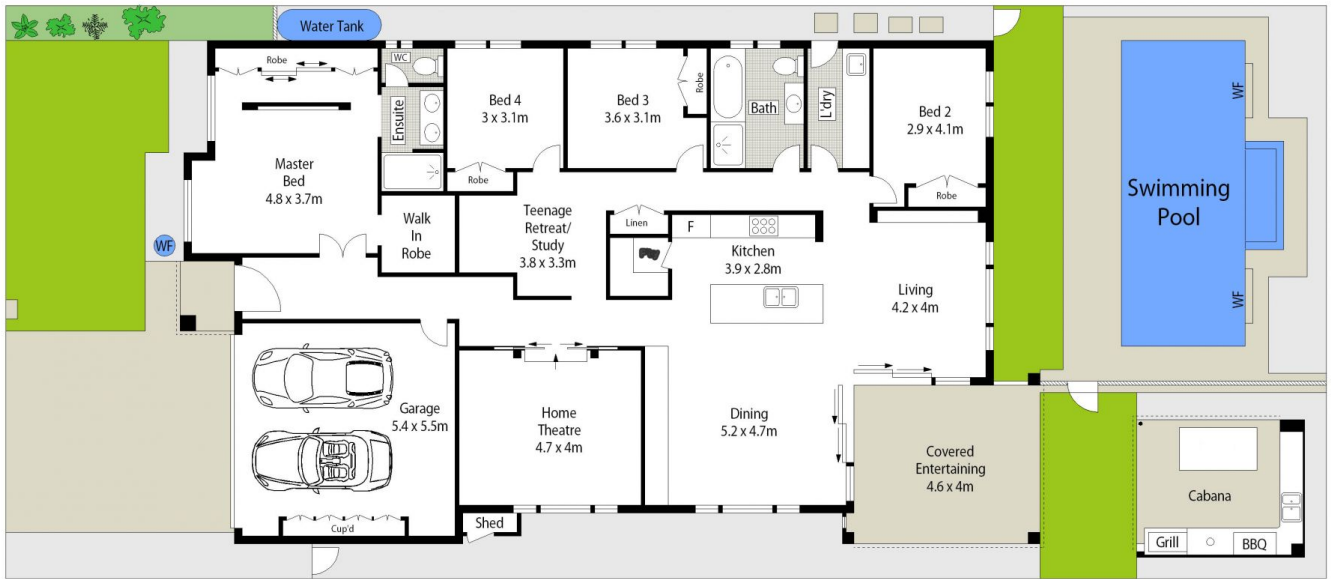 Water Tank
Robe
WC
Ensuite
Bed 4
3 x 3.1m
Robe
Bed 3
3.6 x 3.1m
Robe
Bath
L'dry
Bed 2
2.9 x 4.1m
Robe
Master
Bed
4.8 x 3.7m
Walk
In
Robe
WF
Teenage
Retreat/
Study
3.8 x 3.3m
Linen
F
Kitchen
3.9 x 2.8m
Living
4.2 x 4m
WF
Swimming
Pool
WF
Garage
5.4 x 5.5m
Cup'd
Home
Theatre
4.7 x 4m
Shed
Dining
5.2 x 4.7m
Covered
Entertaining
4.6 x 4m
Cabana
Grill
BBQ